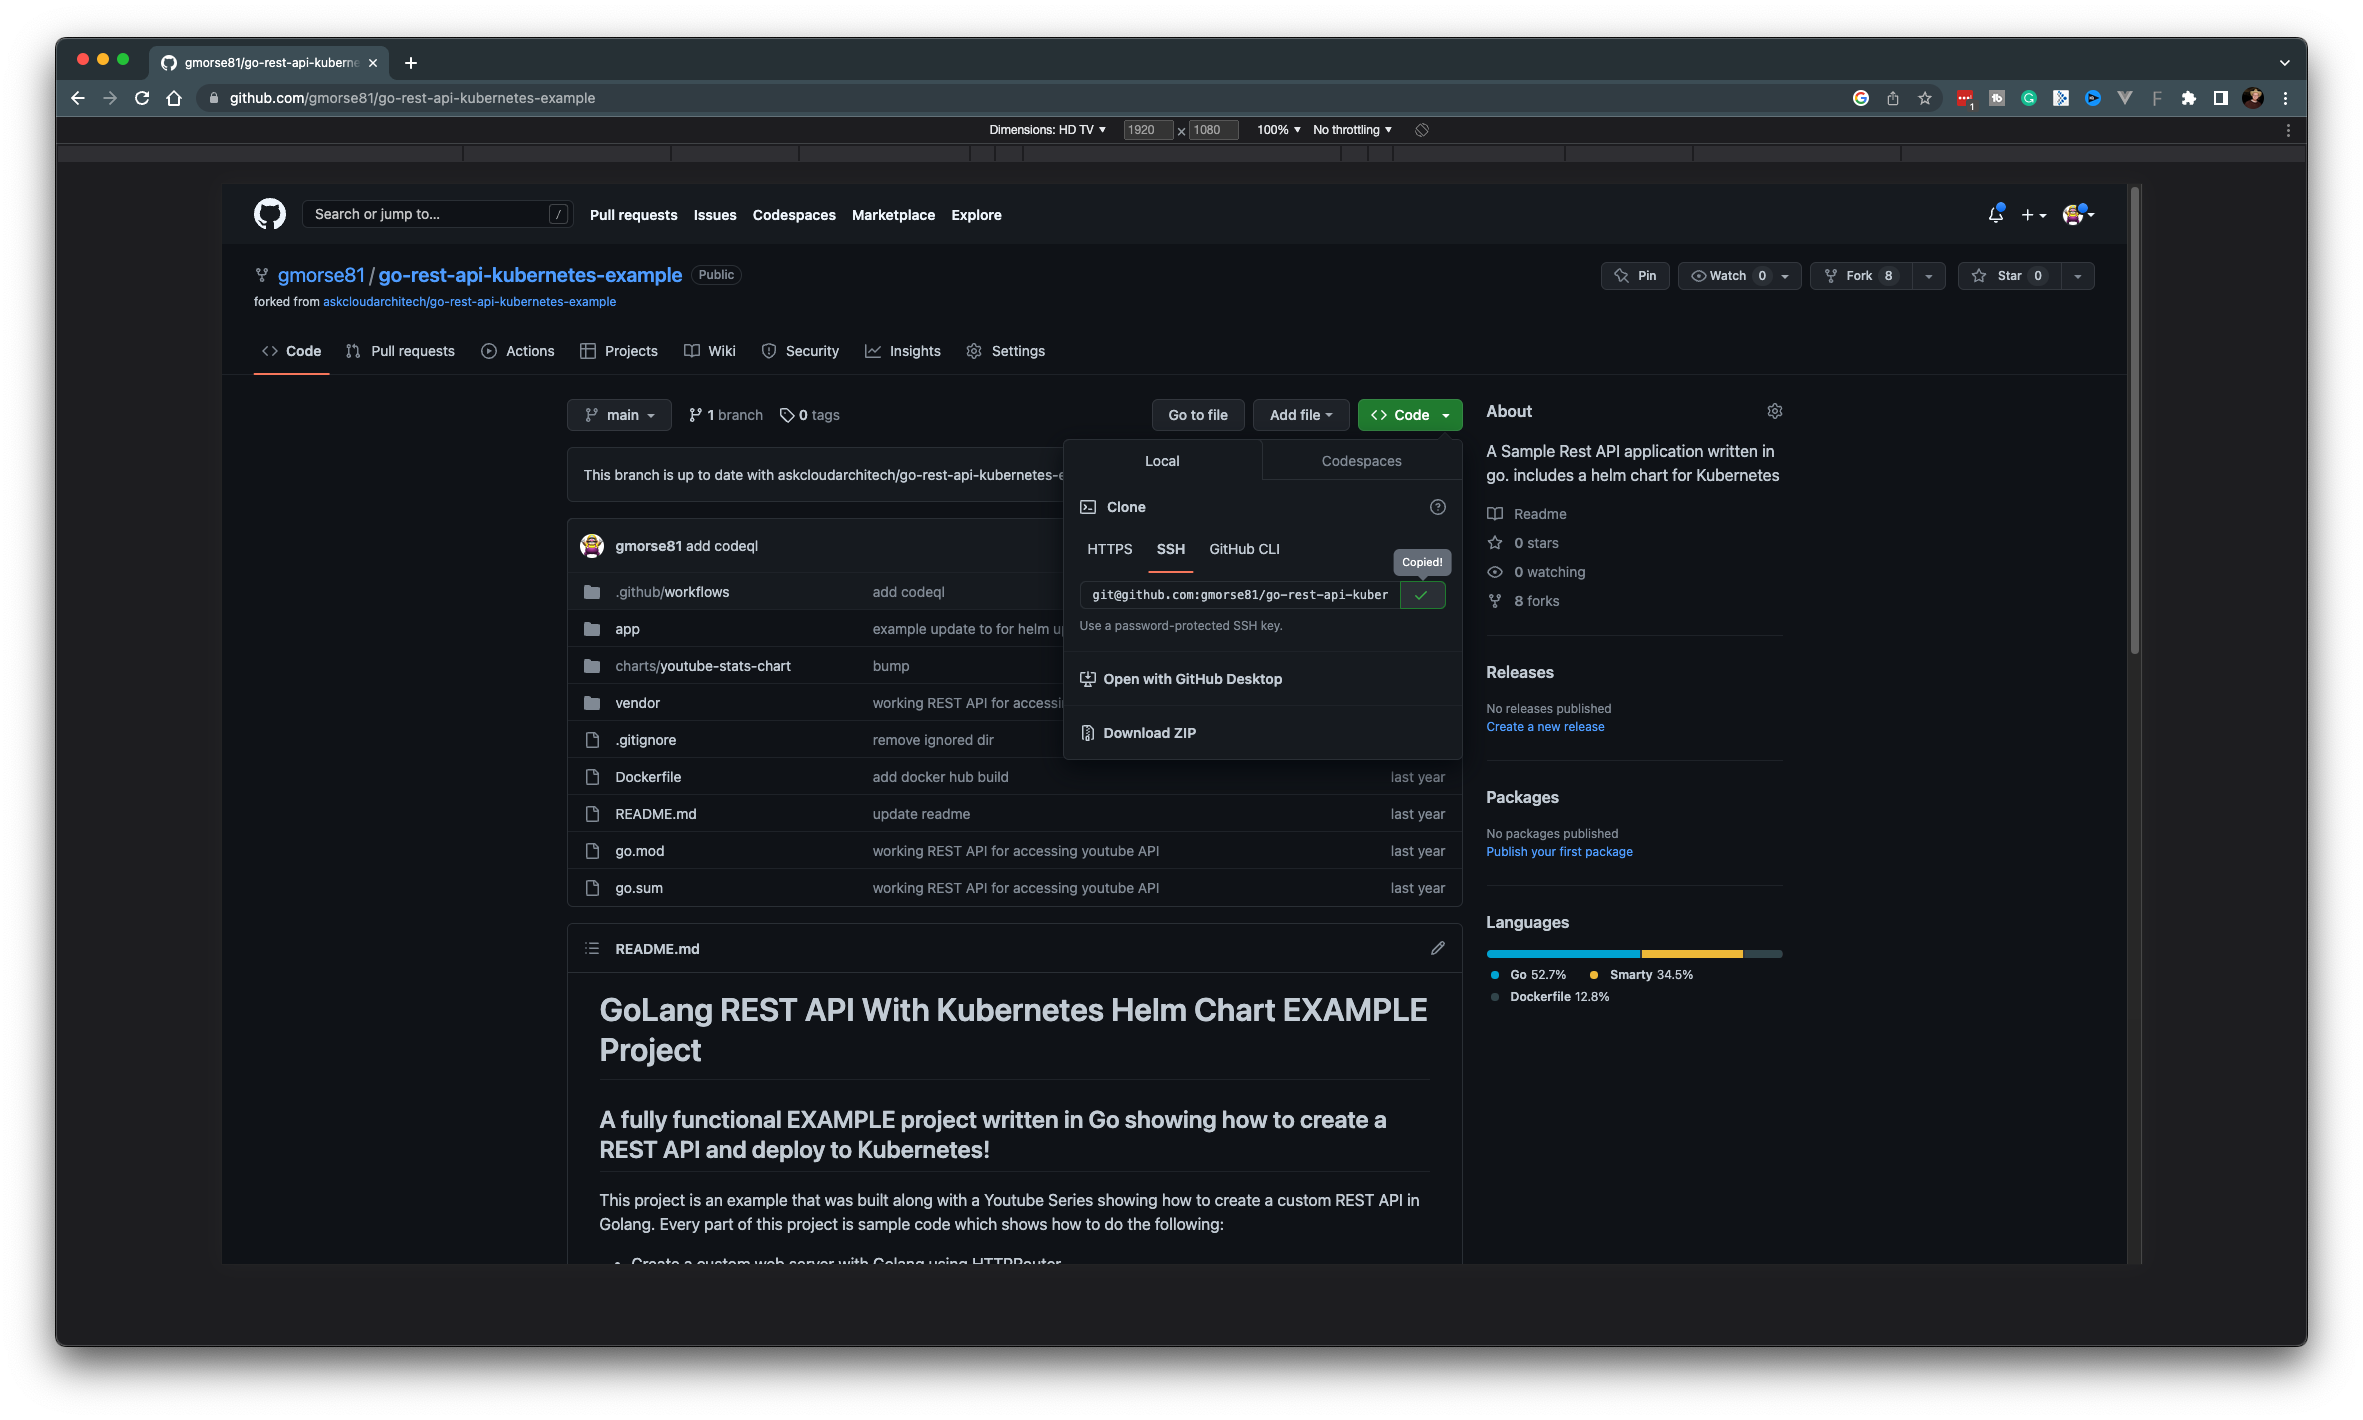 gmorse81/go-rest-api-kuberne
github.com/gmorse81/go-rest-api-kubernetes-example
Dimensions: HD TV 1920 × 1080 100% No throttling
Search or jump to... /
Pull requests Issues Codespaces Marketplace Explore
gmorse81 / go-rest-api-kubernetes-example Public
Pin Watch 0 Fork 8 Star 0
forked from askcloudarchitech/go-rest-api-kubernetes-example
Code Pull requests Actions Projects Wiki Security Insights Settings
main 1 branch 0 tags
Go to file Add file Code
This branch is up to date with askcloudarchitech/go-rest-api-kubernetes-e
gmorse81 add codeql
.github/workflows add codeql
app example update to for helm u
charts/youtube-stats-chart bump
vendor working REST API for accessi
.gitignore remove ignored dir
Dockerfile add docker hub build last year
README.md update readme last year
go.mod working REST API for accessing youtube API last year
go.sum working REST API for accessing youtube API last year
Local Codespaces
Clone
HTTPS SSH GitHub CLI
Copied!
git@github.com:gmorse81/go-rest-api-kuber
Use a password-protected SSH key.
Open with GitHub Desktop
Download ZIP
README.md
GoLang REST API With Kubernetes Helm Chart EXAMPLE
Project
A fully functional EXAMPLE project written in Go showing how to create a
REST API and deploy to Kubernetes!
This project is an example that was built along with a Youtube Series showing how to create a custom REST API in
Golang. Every part of this project is sample code which shows how to do the following:
Create a custom web server with Golang using HTTPRouter
About
A Sample Rest API application written in
go. includes a helm chart for Kubernetes
Readme
0 stars
0 watching
8 forks
Releases
No releases published
Create a new release
Packages
No packages published
Publish your first package
Languages
Go 52.7% Smarty 34.5%
Dockerfile 12.8%